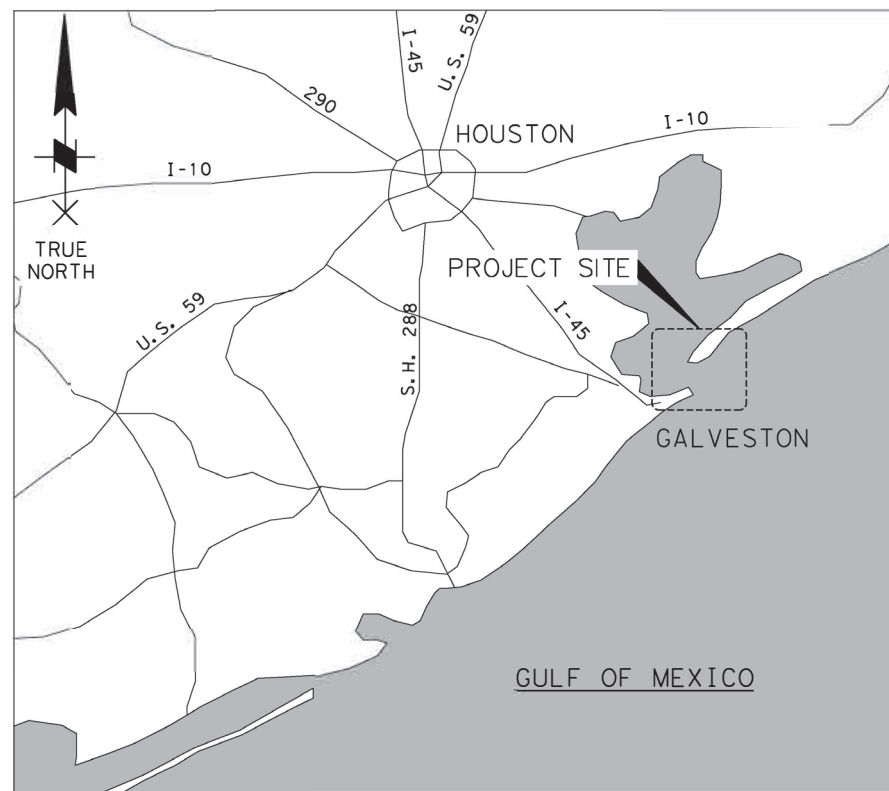 I-45
U.S. 59
290
HOUSTON
I-10
I-10
TRUE
NORTH
PROJECT SITE
U.S. 59
S.H. 288
I-45
GALVESTON
GULF OF MEXICO